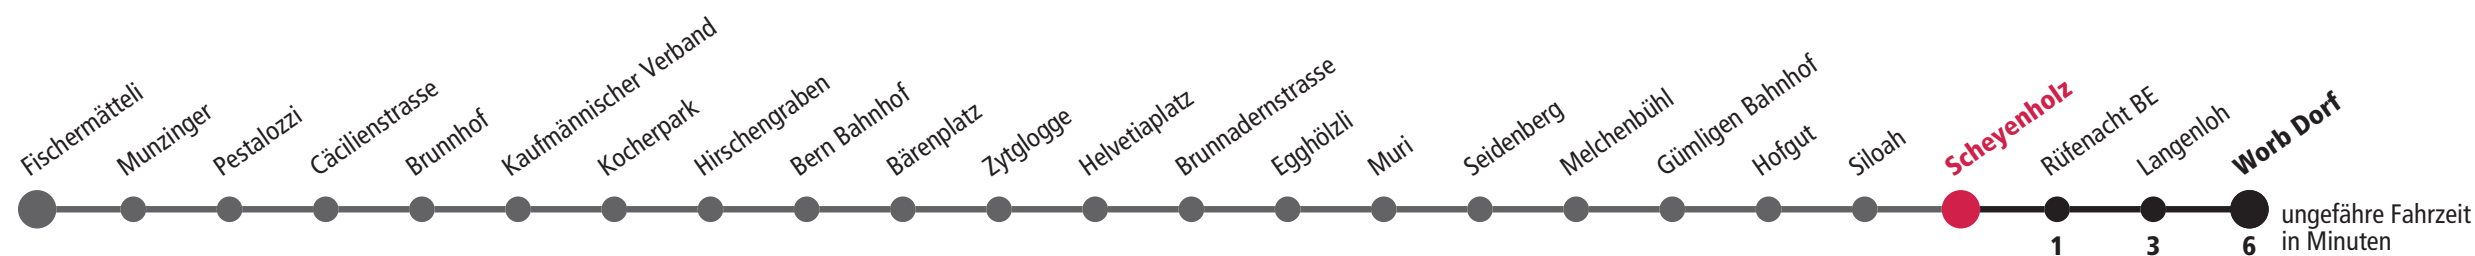 Fischermätteli
Munzinger
Pestalozzi
Cäcilienstrasse
Brunnhof
Kaufmännischer Verband
Kocherpark
Hirschengraben
Bern Bahnhof
Bärenplatz
Zytglogge
Helvetiaplatz
Brunnadernstrasse
Egghölzli
Muri
Seidenberg
Melchenbühl
Gümligen Bahnhof
Hofgut
Siloah
Scheyenholz
Rüfenacht BE
Langenloh
Worb Dorf
1
3
6
ungefähre Fahrzeit
in Minuten